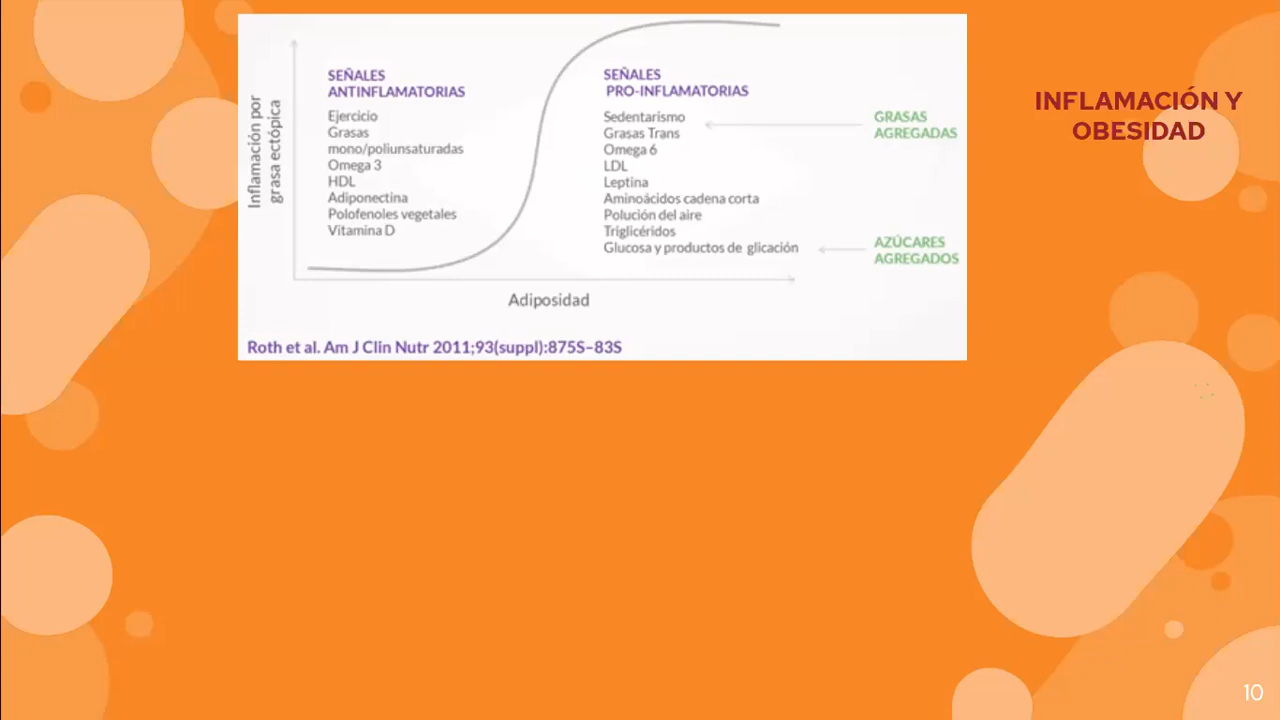 INFLAMACIÓN Y
OBESIDAD
Inflamación por
grasa ectópica
SEÑALES
ANTINFLAMATORIAS
Ejercicio
Grasas
mono/poliunsaturadas
Omega 3
HDL
Adiponectina
Polofenoles vegetales
Vitamina D
SEÑALES
PRO-INFLAMATORIAS
Sedentarismo
Grasas Trans
Omega 6
LDL
Leptina
Aminoácidos cadena corta
Polución del aire
Triglicéridos
Glucosa y productos de glicación
GRASAS
AGREGADAS
AZÚCARES
AGREGADOS
Adiposidad
Roth et al. Am J Clin Nutr 2011;93(suppl):875S–83S
10